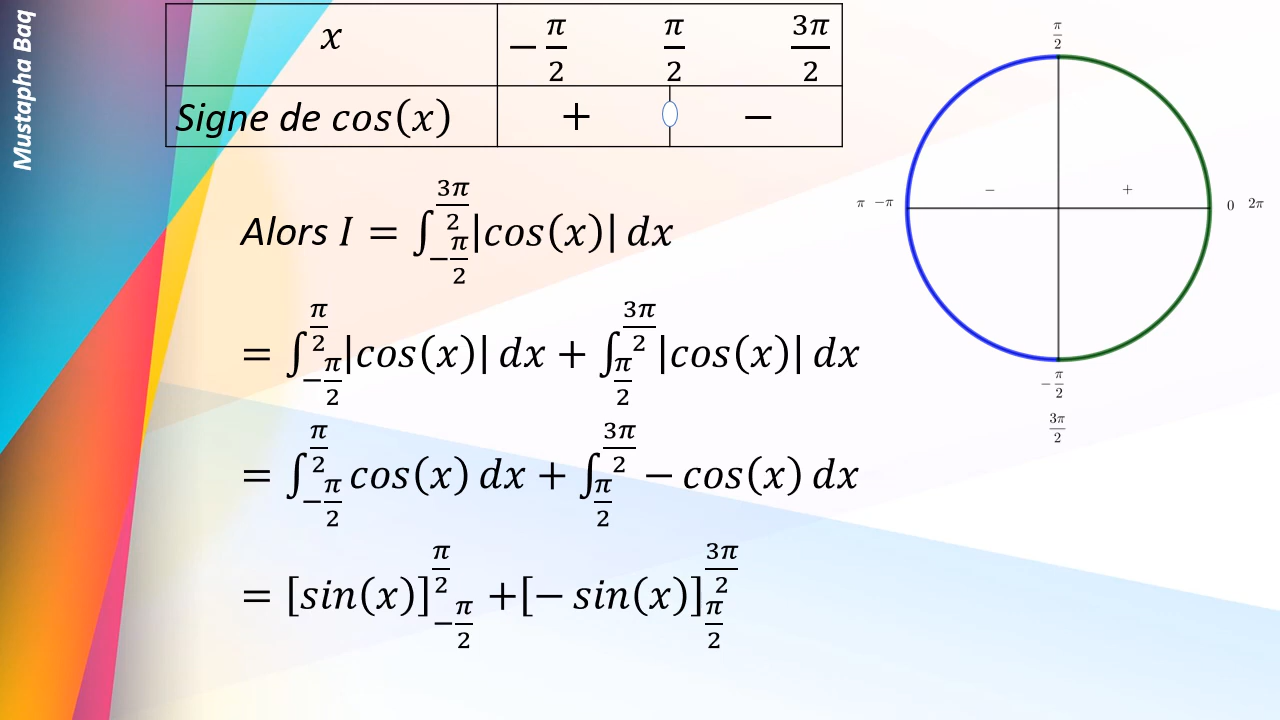 Mustapha Baq
x −π/2 π/2 3π/2
Signe de cos(x) + −
Alors I = ∫_{−π/2}^{3π/2} |cos(x)| dx
= ∫_{−π/2}^{π/2} |cos(x)| dx + ∫_{π/2}^{3π/2} |cos(x)| dx
= ∫_{−π/2}^{π/2} cos(x) dx + ∫_{π/2}^{3π/2} − cos(x) dx
= [sin(x)]_{−π/2}^{π/2} +[− sin(x)]_{π/2}^{3π/2}
π/2
− +
π −π 0 2π
−π/2
3π/2